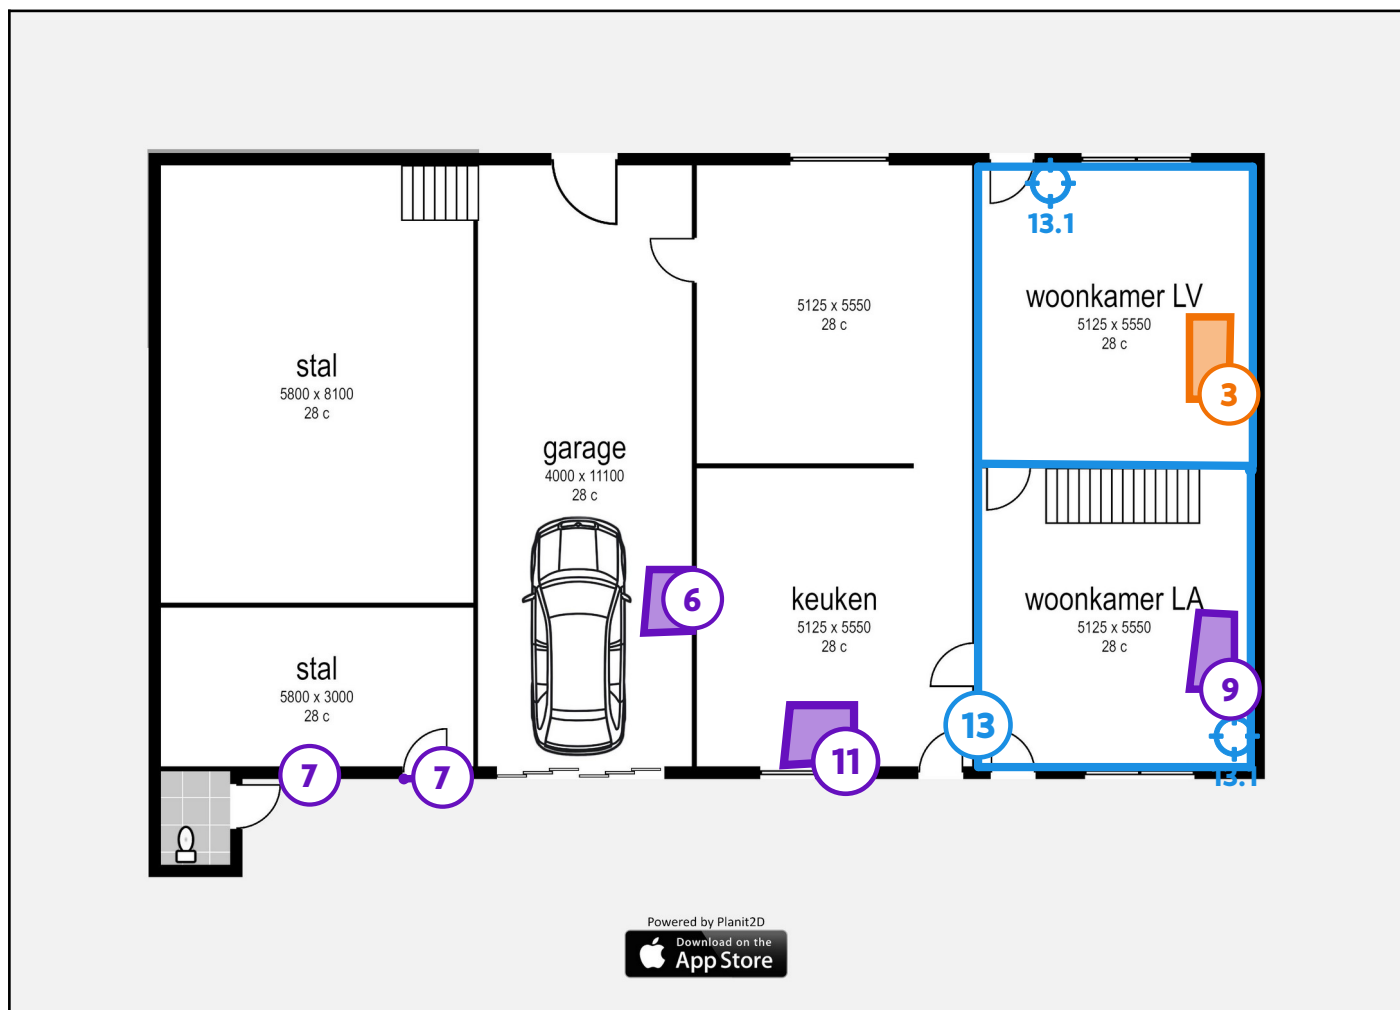 13.1
woonkamer LV
5125 x 5550
28 c
5125 x 5550
28 c
3
stal
5800 x 8100
28 c
garage
4000 x 11100
28 c
6
keuken
5125 x 5550
28 c
woonkamer LA
5125 x 5550
28 c
9
stal
5800 x 3000
28 c
13
11
7
7
13.1
Powered by Planit2D
Download on the
App Store